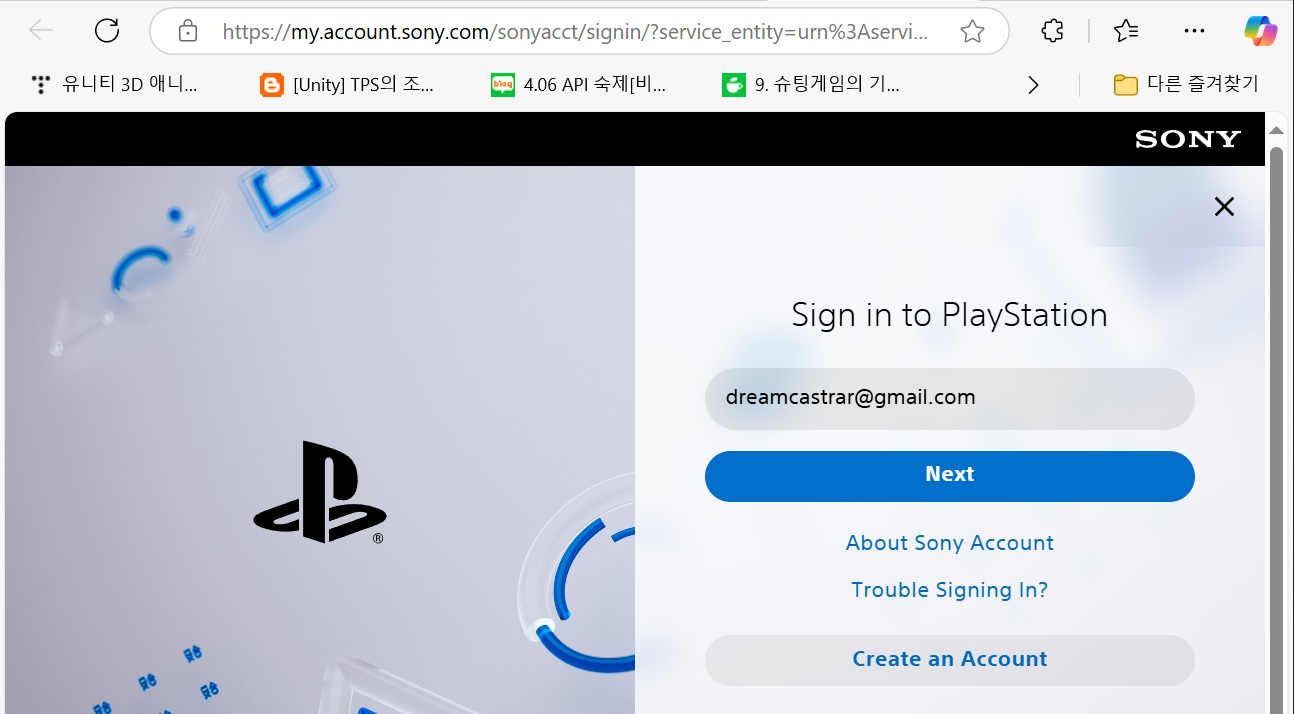 https://my.account.sony.com/sonyacct/signin/?service_entity=urn%3Aservi...
유니티 3D 애니...
[Unity] TPS의 조...
blog
4.06 API 숙제[비...
9. 슈팅게임의 기...
다른 즐겨찾기
SONY
Sign in to PlayStation
dreamcastrar@gmail.com
Next
®
About Sony Account
Trouble Signing In?
Create an Account